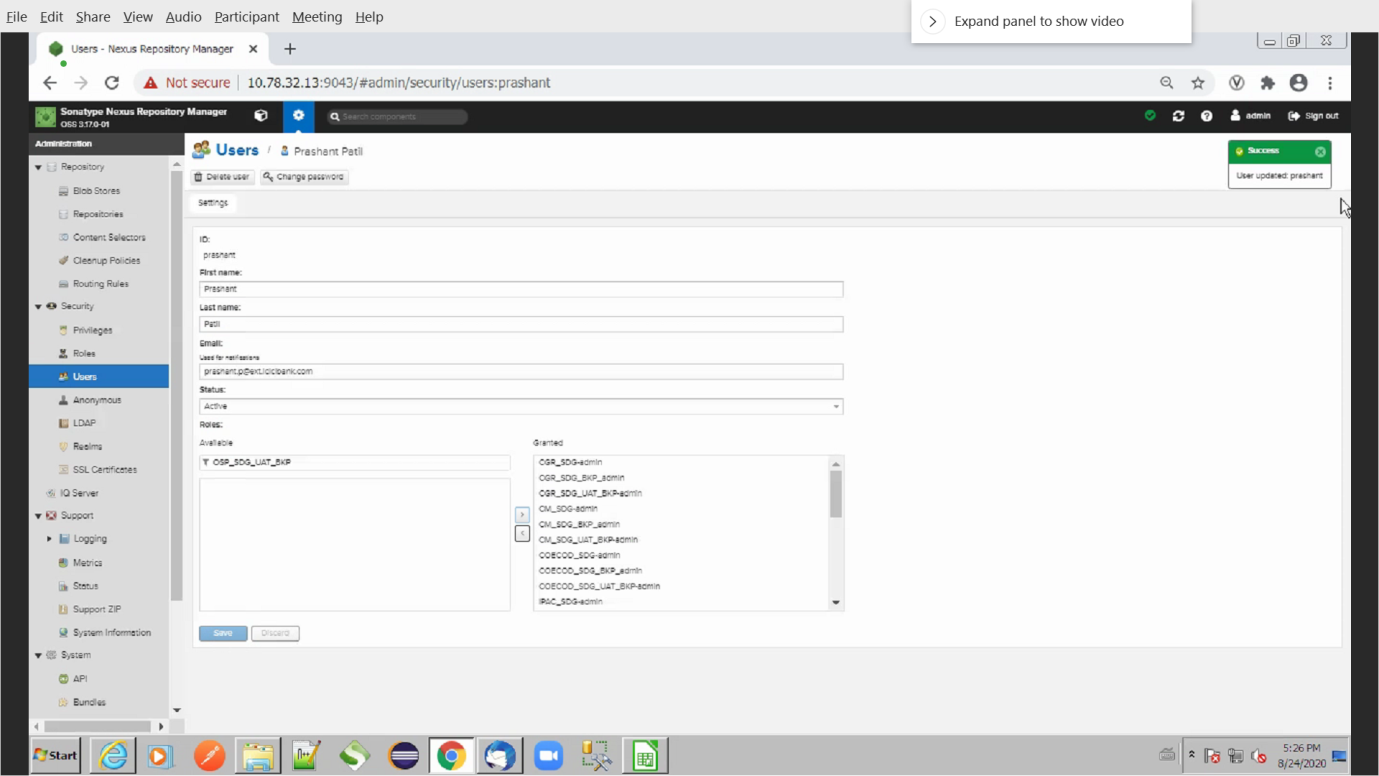 File Edit Share View Audio Participant Meeting Help
Expand panel to show video
Users - Nexus Repository Manager
Not secure 10.78.32.13:9043/#admin/security/users:prashant
Sonatype Nexus Repository Manager
OSS 3.17.0-01
Search components
admin
Sign out
Administration
Repository
Blob Stores
Repositories
Content Selectors
Cleanup Policies
Routing Rules
Security
Privileges
Roles
Users
Anonymous
LDAP
Realms
SSL Certificates
IQ Server
Support
Logging
Metrics
Status
Support ZIP
System Information
System
API
Bundles
Users / Prashant Patil
Delete user
Change password
Success
User updated: prashant
Settings
ID:
prashant
First name:
Prashant
Last name:
Patil
Email:
Used for notifications
prashant.p@ext.icicibank.com
Status:
Active
Roles:
Available
OSP_SDG_UAT_BKP
Granted
CGR_SDG-admin
CGR_SDG_BKP_admin
CGR_SDG_UAT_BKP-admin
CM_SDG-admin
CM_SDG_BKP_admin
CM_SDG_UAT_BKP-admin
COECOD_SDG-admin
COECOD_SDG_BKP_admin
COECOD_SDG_UAT_BKP-admin
IPAC_SDG-admin
Save
Discard
Start
5:26 PM
8/24/2020